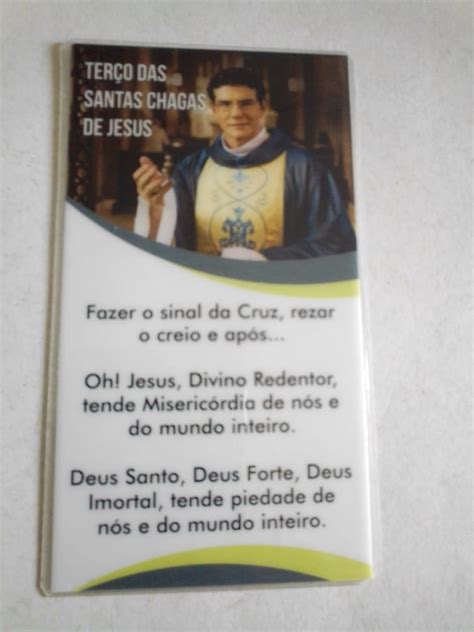 TERÇO DAS
SANTAS CHAGAS
DE JESUS
Fazer o sinal da Cruz, rezar
o creio e após...
Oh! Jesus, Divino Redentor,
tende Misericórdia de nós e
do mundo inteiro.
Deus Santo, Deus Forte, Deus
Imortal, tende piedade de
nós e do mundo inteiro.